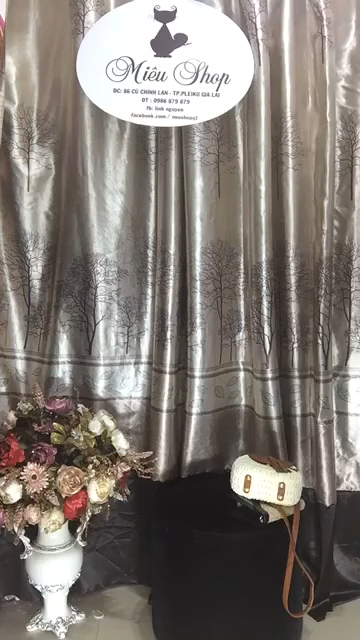 Miêu Shop
ĐC: 86 CÙ CHÍNH LAN - TP.PLEIKU GIA LAI
ĐT : 0986 879 879
Fb: linh nguyen
facebook.com /